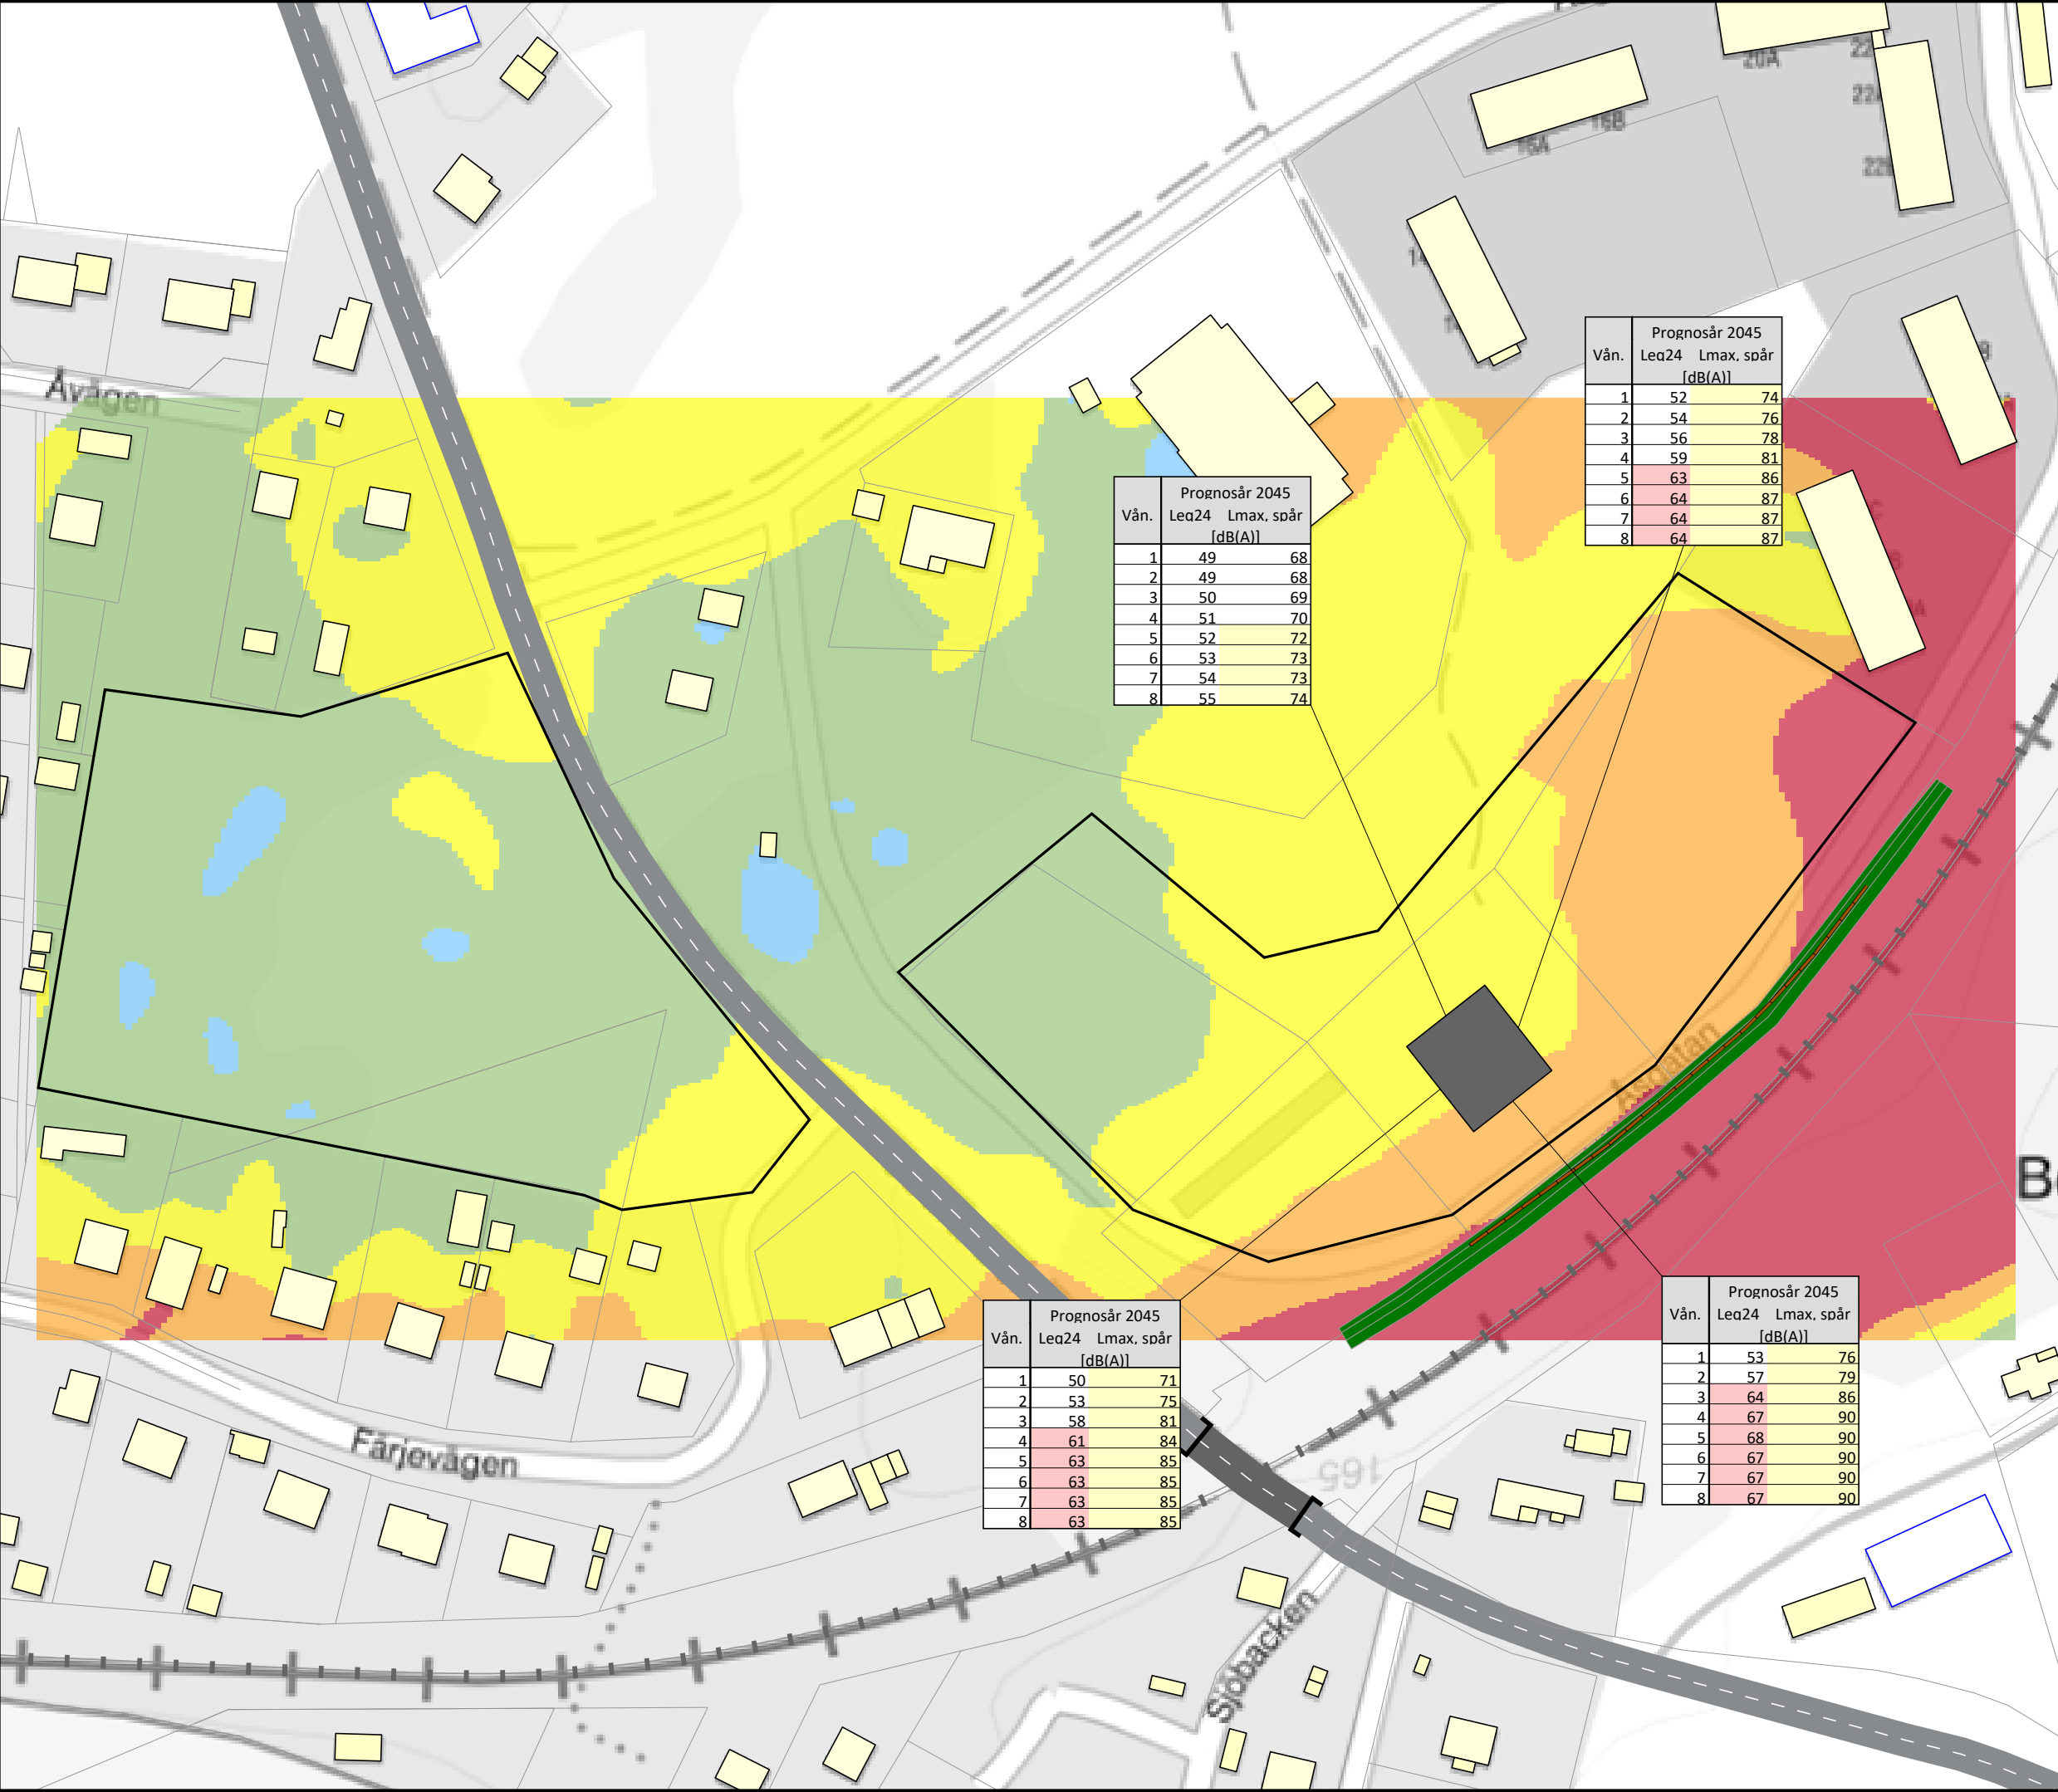 20A
22
16B
16A
22
22
14
14
Åvägen
Prognosår 2045
Vån. Leq24 Lmax, spår
[dB(A)]
1 52 74
2 54 76
3 56 78
4 59 81
5 63 86
6 64 87
7 64 87
8 64 87
Prognosår 2045
Vån. Leq24 Lmax, spår
[dB(A)]
1 49 68
2 49 68
3 50 69
4 51 70
5 52 72
6 53 73
7 54 73
8 55 74
Åsgatan
B
Prognosår 2045
Vån. Leq24 Lmax, spår
[dB(A)]
1 53 76
2 57 79
3 64 86
4 67 90
5 68 90
6 67 90
7 67 90
8 67 90
Prognosår 2045
Vån. Leq24 Lmax, spår
[dB(A)]
1 50 71
2 53 75
3 58 81
4 61 84
5 63 85
6 63 85
7 63 85
8 63 85
Färjevägen
165
Sjöbacken